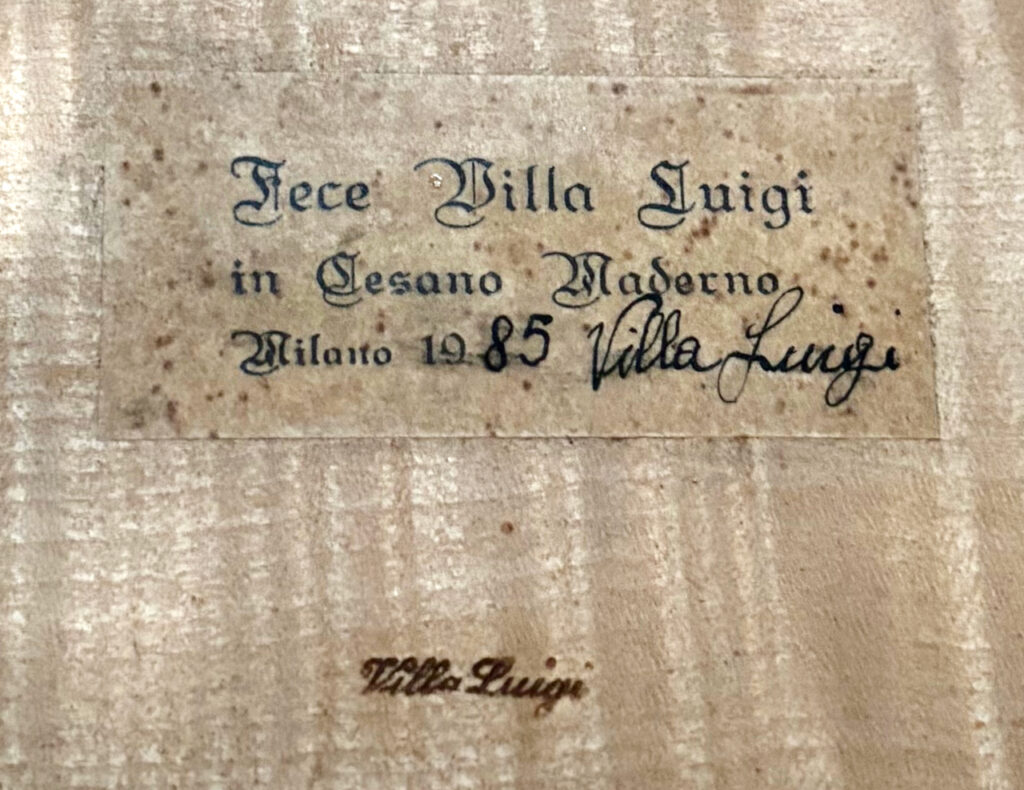 Fece Villa Luigi
in Cesano Maderno
Milano 1985 Villa Luigi
Villa Luigi